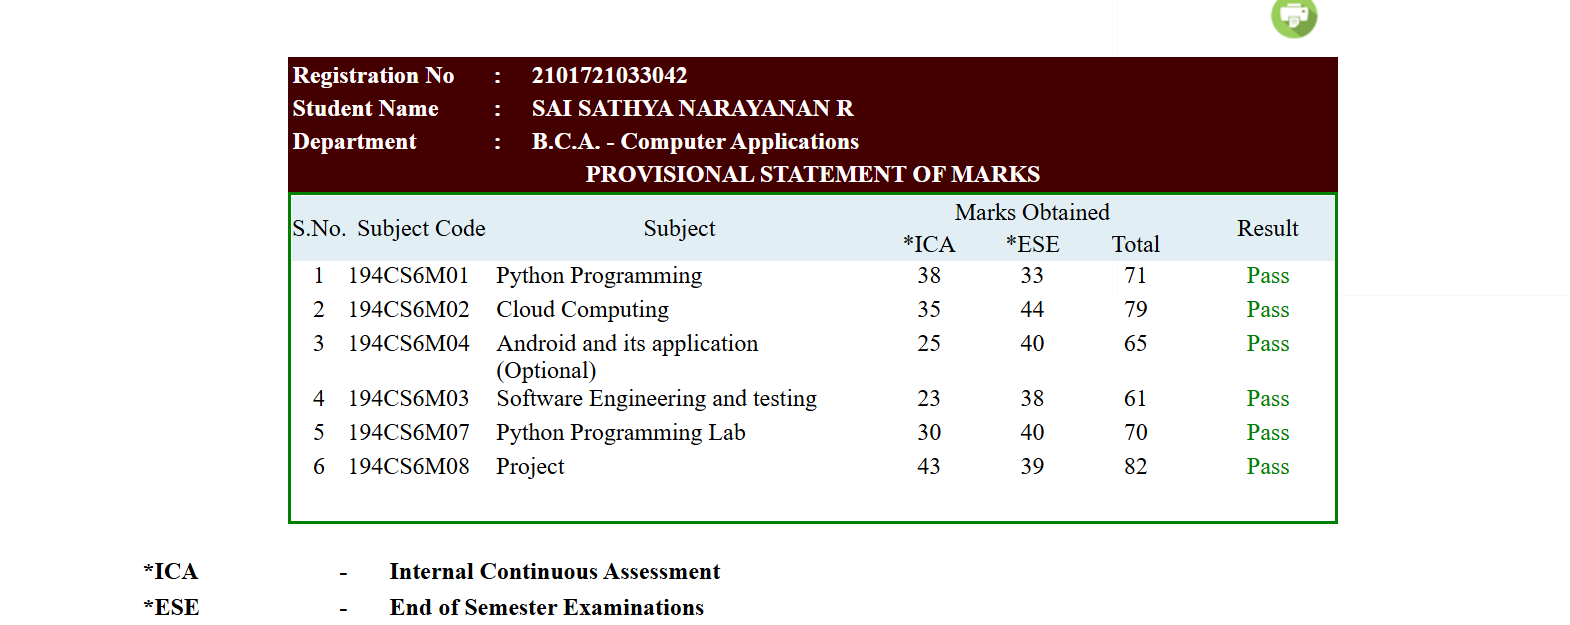 Registration No : 2101721033042
Student Name : SAI SATHYA NARAYANAN R
Department : B.C.A. - Computer Applications
PROVISIONAL STATEMENT OF MARKS
S.No. Subject Code Subject Marks Obtained Result
*ICA *ESE Total
1 194CS6M01 Python Programming 38 33 71 Pass
2 194CS6M02 Cloud Computing 35 44 79 Pass
3 194CS6M04 Android and its application 25 40 65 Pass
(Optional)
4 194CS6M03 Software Engineering and testing 23 38 61 Pass
5 194CS6M07 Python Programming Lab 30 40 70 Pass
6 194CS6M08 Project 43 39 82 Pass
*ICA - Internal Continuous Assessment
*ESE - End of Semester Examinations